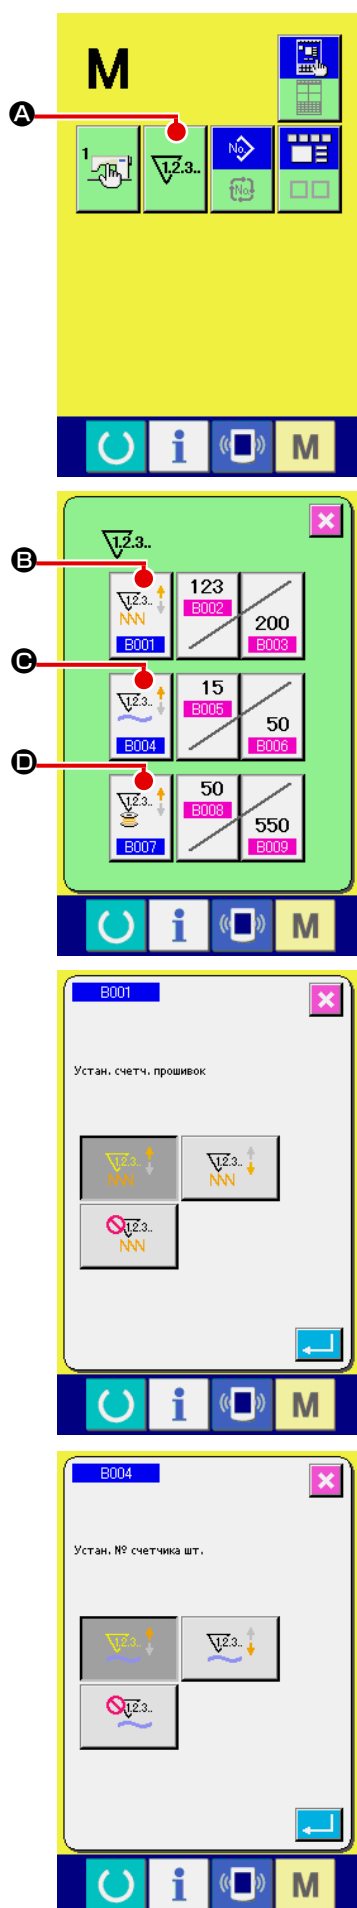 M
A
1
1.2.3..
No.
No.
i
M
1.2.3..
B
1.2.3..
B001
123
B002
200
B003
C
1.2.3..
B004
15
B005
50
B006
D
1.2.3..
B007
50
B008
550
B009
i
M
B001
Устан. счетч. прошивок
1.2.3.. 1.2.3..
1.2.3..
i
M
B004
Устан. № счетчика шт.
1.2.3.. 1.2.3..
1.2.3..
i
M